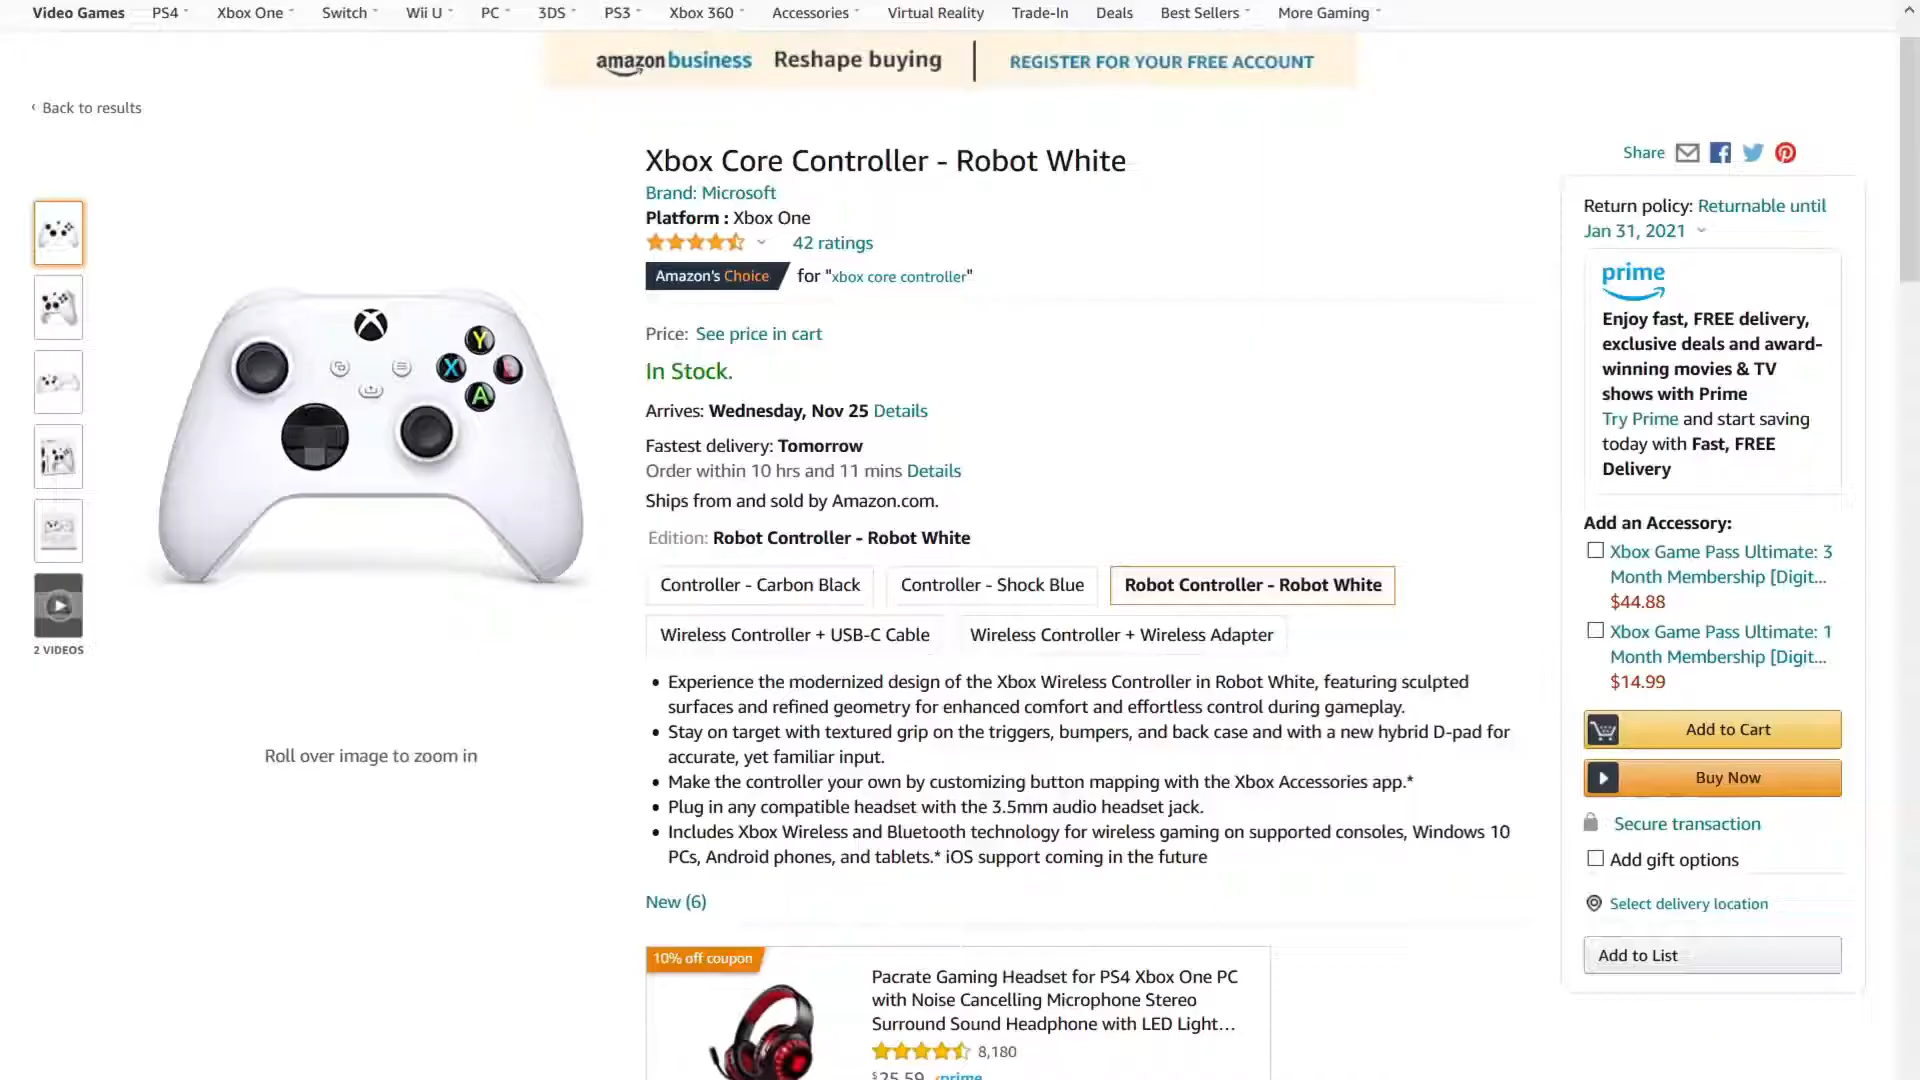 Video Games PS4 Xbox One Switch Wii U PC 3DS PS3 Xbox 360 Accessories Virtual Reality Trade-In Deals Best Sellers More Gaming
amazon business Reshape buying REGISTER FOR YOUR FREE ACCOUNT
‹ Back to results
2 VIDEOS
Y
X
A
Roll over image to zoom in
Xbox Core Controller - Robot White
Brand: Microsoft
Platform : Xbox One
42 ratings
Amazon's Choice for "xbox core controller"
Price: See price in cart
In Stock.
Arrives: Wednesday, Nov 25 Details
Fastest delivery: Tomorrow
Order within 10 hrs and 11 mins Details
Ships from and sold by Amazon.com.
Edition: Robot Controller - Robot White
Controller - Carbon Black Controller - Shock Blue Robot Controller - Robot White
Wireless Controller + USB-C Cable Wireless Controller + Wireless Adapter
• Experience the modernized design of the Xbox Wireless Controller in Robot White, featuring sculpted
surfaces and refined geometry for enhanced comfort and effortless control during gameplay.
• Stay on target with textured grip on the triggers, bumpers, and back case and with a new hybrid D-pad for
accurate, yet familiar input.
• Make the controller your own by customizing button mapping with the Xbox Accessories app.*
• Plug in any compatible headset with the 3.5mm audio headset jack.
• Includes Xbox Wireless and Bluetooth technology for wireless gaming on supported consoles, Windows 10
PCs, Android phones, and tablets.* iOS support coming in the future
New (6)
10% off coupon
Pacrate Gaming Headset for PS4 Xbox One PC
with Noise Cancelling Microphone Stereo
Surround Sound Headphone with LED Light...
8,180
$25.59 prime
Share
Return policy: Returnable until
Jan 31, 2021
prime
Enjoy fast, FREE delivery,
exclusive deals and award-
winning movies & TV
shows with Prime
Try Prime and start saving
today with Fast, FREE
Delivery
Add an Accessory:
Xbox Game Pass Ultimate: 3
Month Membership [Digit...
$44.88
Xbox Game Pass Ultimate: 1
Month Membership [Digit...
$14.99
Add to Cart
Buy Now
Secure transaction
Add gift options
Select delivery location
Add to List